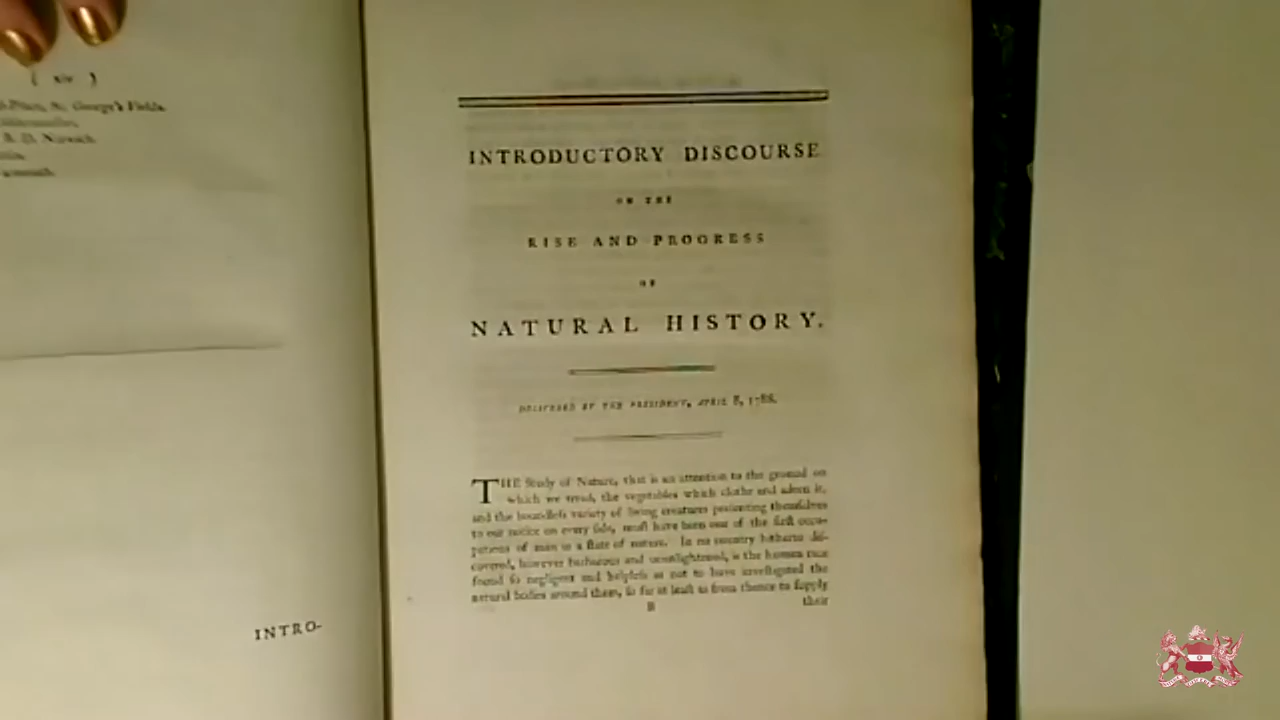 ( xiv )
St. George's Fields.
Norwich.
INTRO-
INTRODUCTORY DISCOURSE
ON THE
RISE AND PROGRESS
OF
NATURAL HISTORY.
DELIVERED BY THE PRESIDENT, APRIL 8, 1788.
THE Study of Nature, that is an attention to the ground on
which we tread, the vegetables which clothe and adorn it,
and the boundleſs variety of living creatures preſenting themſelves
to our notice on every ſide, muſt have been one of the firſt occu-
pations of man in a ſtate of nature. In no country hitherto diſ-
covered, however barbarous and unenlightened, is the human race
found ſo negligent and helpleſs as not to have inveſtigated the
natural bodies around them, ſo far at leaſt as from thence to ſupply
B
their